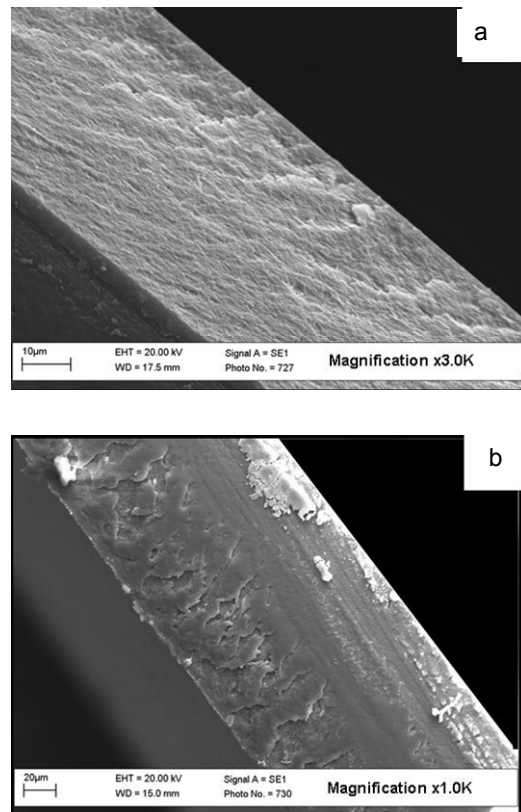 a
10µm
EHT = 20.00 kV
WD = 17.5 mm
Signal A = SE1
Photo No. = 727
Magnification x3.0K
b
20µm
EHT = 20.00 kV
WD = 15.0 mm
Signal A = SE1
Photo No. = 730
Magnification x1.0K